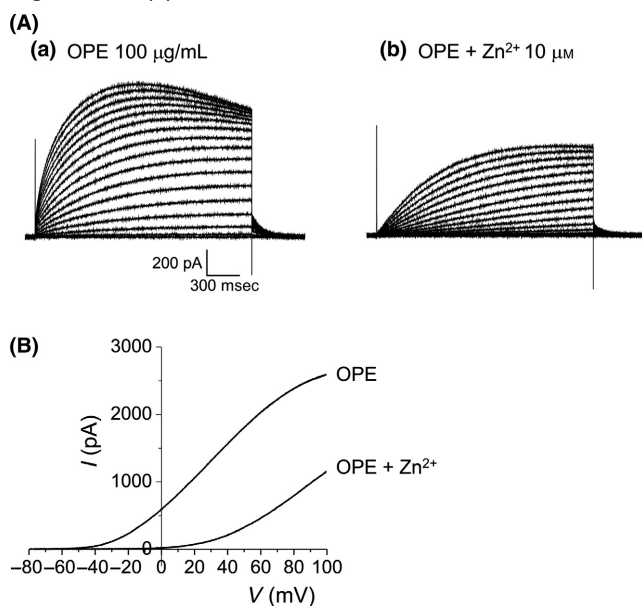 (A)
(a) OPE 100 μg/mL
(b) OPE + Zn²⁺ 10 μM
200 pA
300 msec
(B)
3000
2000
1000
0
I (pA)
OPE
OPE + Zn²⁺
−80 −60 −40 −20 0 20 40 60 80 100
V (mV)